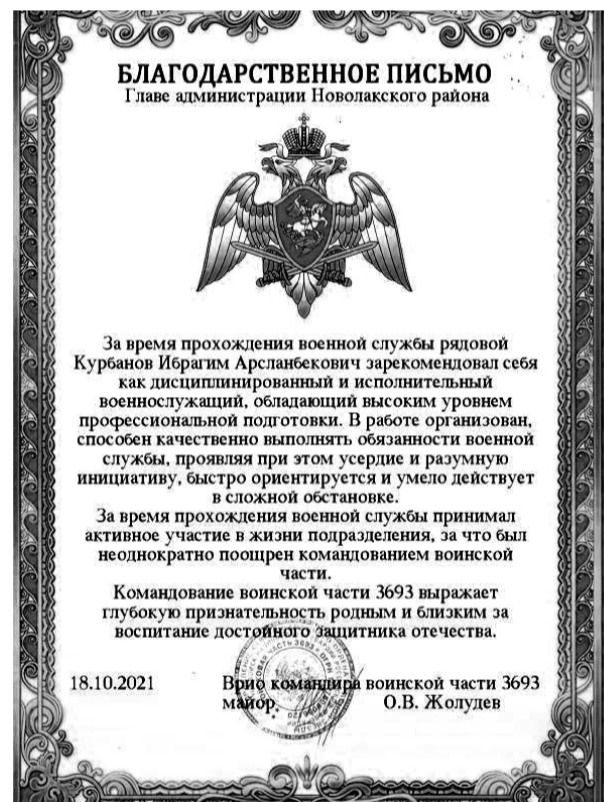 БЛАГОДАРСТВЕННОЕ ПИСЬМО
Главе администрации Новолакского района
За время прохождения военной службы рядовой
Курбанов Ибрагим Арсланбекович зарекомендовал себя
как дисциплинированный и исполнительный
военнослужащий, обладающий высоким уровнем
профессиональной подготовки. В работе организован,
способен качественно выполнять обязанности военной
службы, проявляя при этом усердие и разумную
инициативу, быстро ориентируется и умело действует
в сложной обстановке.
За время прохождения военной службы принимал
активное участие в жизни подразделения, за что был
неоднократно поощрен командованием воинской
части.
Командование воинской части 3693 выражает
глубокую признательность родным и близким за
воспитание достойного защитника отечества.
18.10.2021 Врио командира воинской части 3693
майор О.В. Жолудев